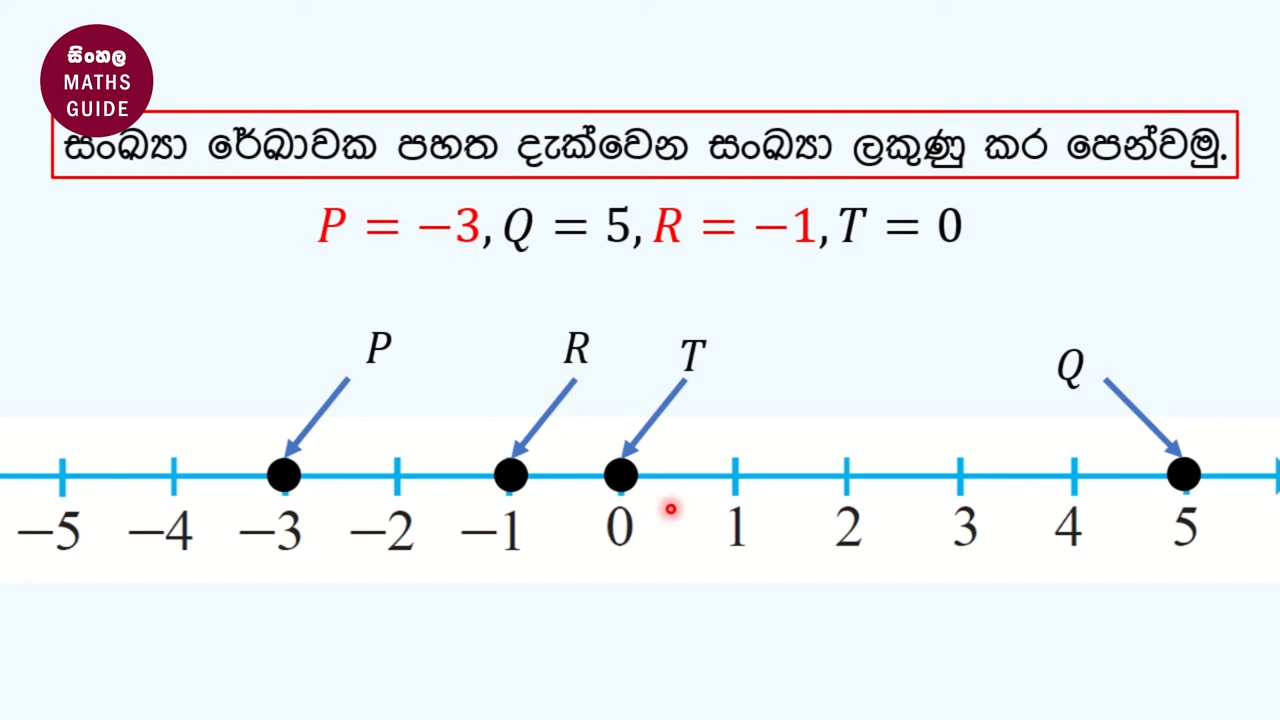 සිංහල
MATHS
GUIDE
සංඛ්‍යා රේඛාවක පහත දැක්වෙන සංඛ්‍යා ලකුණු කර පෙන්වමු.
P = −3, Q = 5, R = −1, T = 0
P R T Q
−5 −4 −3 −2 −1 0 1 2 3 4 5